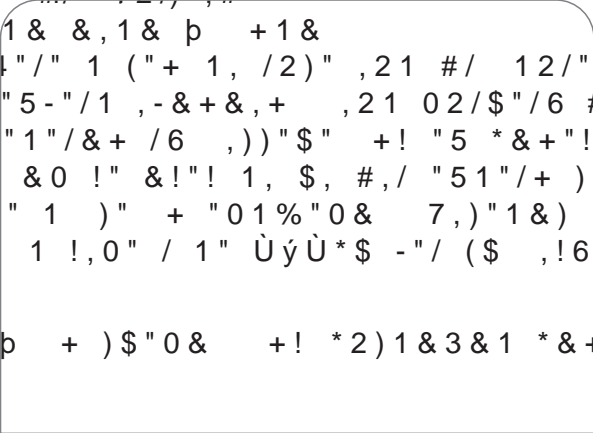 1& &,1& þ +1&
"/" 1 ("+ 1, /2)" ,21 #/ 12/"
"5-"/1 ,-&+&,+ ,21 02/$"/6
"1"/&+ /6 ,))"$" +! "5 *&+"!
&0 !" &!"! 1, $, #,/ "51"/+ )
" 1 )" + "01%"0& 7,)"1&)
1 !,0" / 1" ÙýÙ*$ -"/ ($ ,!6
þ + )$"0& +! *2)1&3&1 *&+